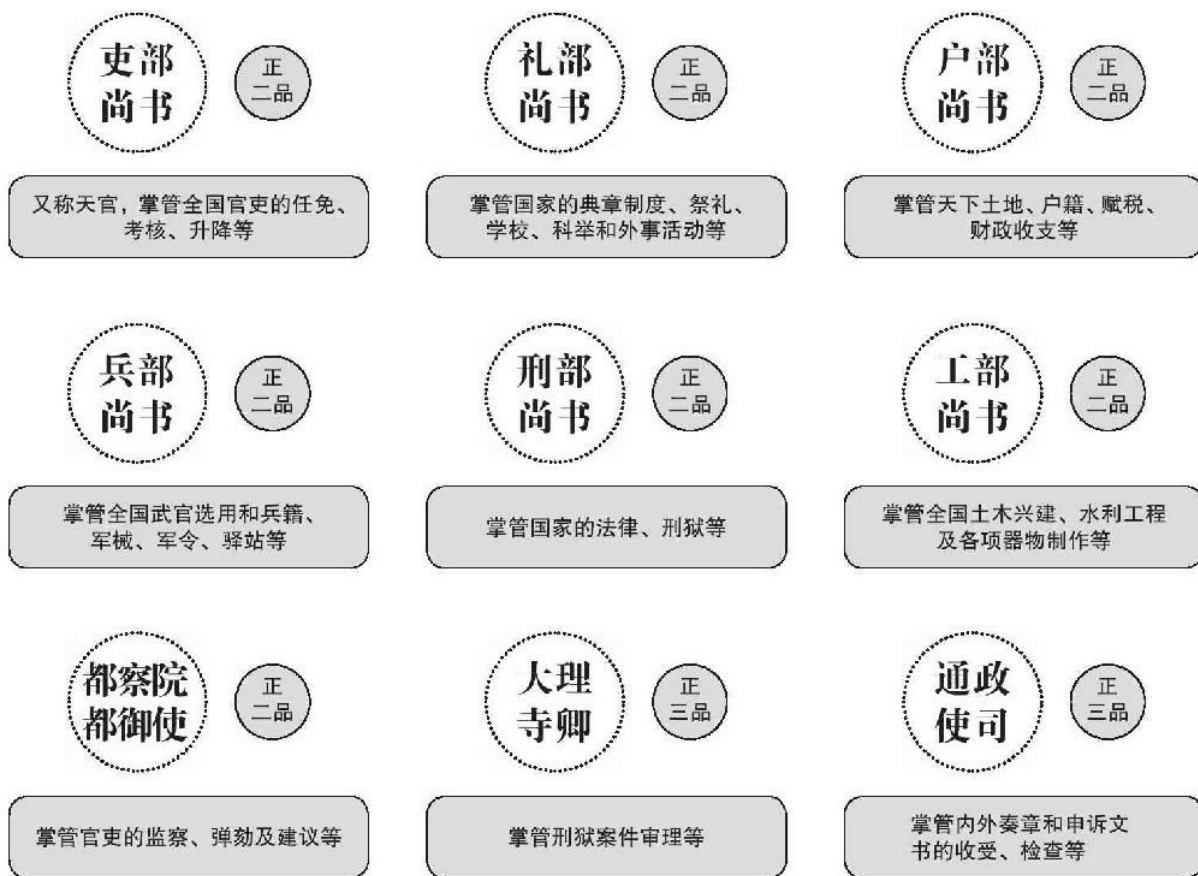 吏部
尚书
正
二品
又称天官，掌管全国官吏的任免、
考核、升降等
礼部
尚书
正
二品
掌管国家的典章制度、祭礼、
学校、科举和外事活动等
户部
尚书
正
二品
掌管天下土地、户籍、赋税、
财政收支等
兵部
尚书
正
二品
掌管全国武官选用和兵籍、
军械、军令、驿站等
刑部
尚书
正
二品
掌管国家的法律、刑狱等
工部
尚书
正
二品
掌管全国土木兴建、水利工程
及各项器物制作等
都察院
都御使
正
二品
掌管官吏的监察、弹劾及建议等
大理
寺卿
正
三品
掌管刑狱案件审理等
通政
使司
正
三品
掌管内外奏章和申诉文
书的收受、检查等